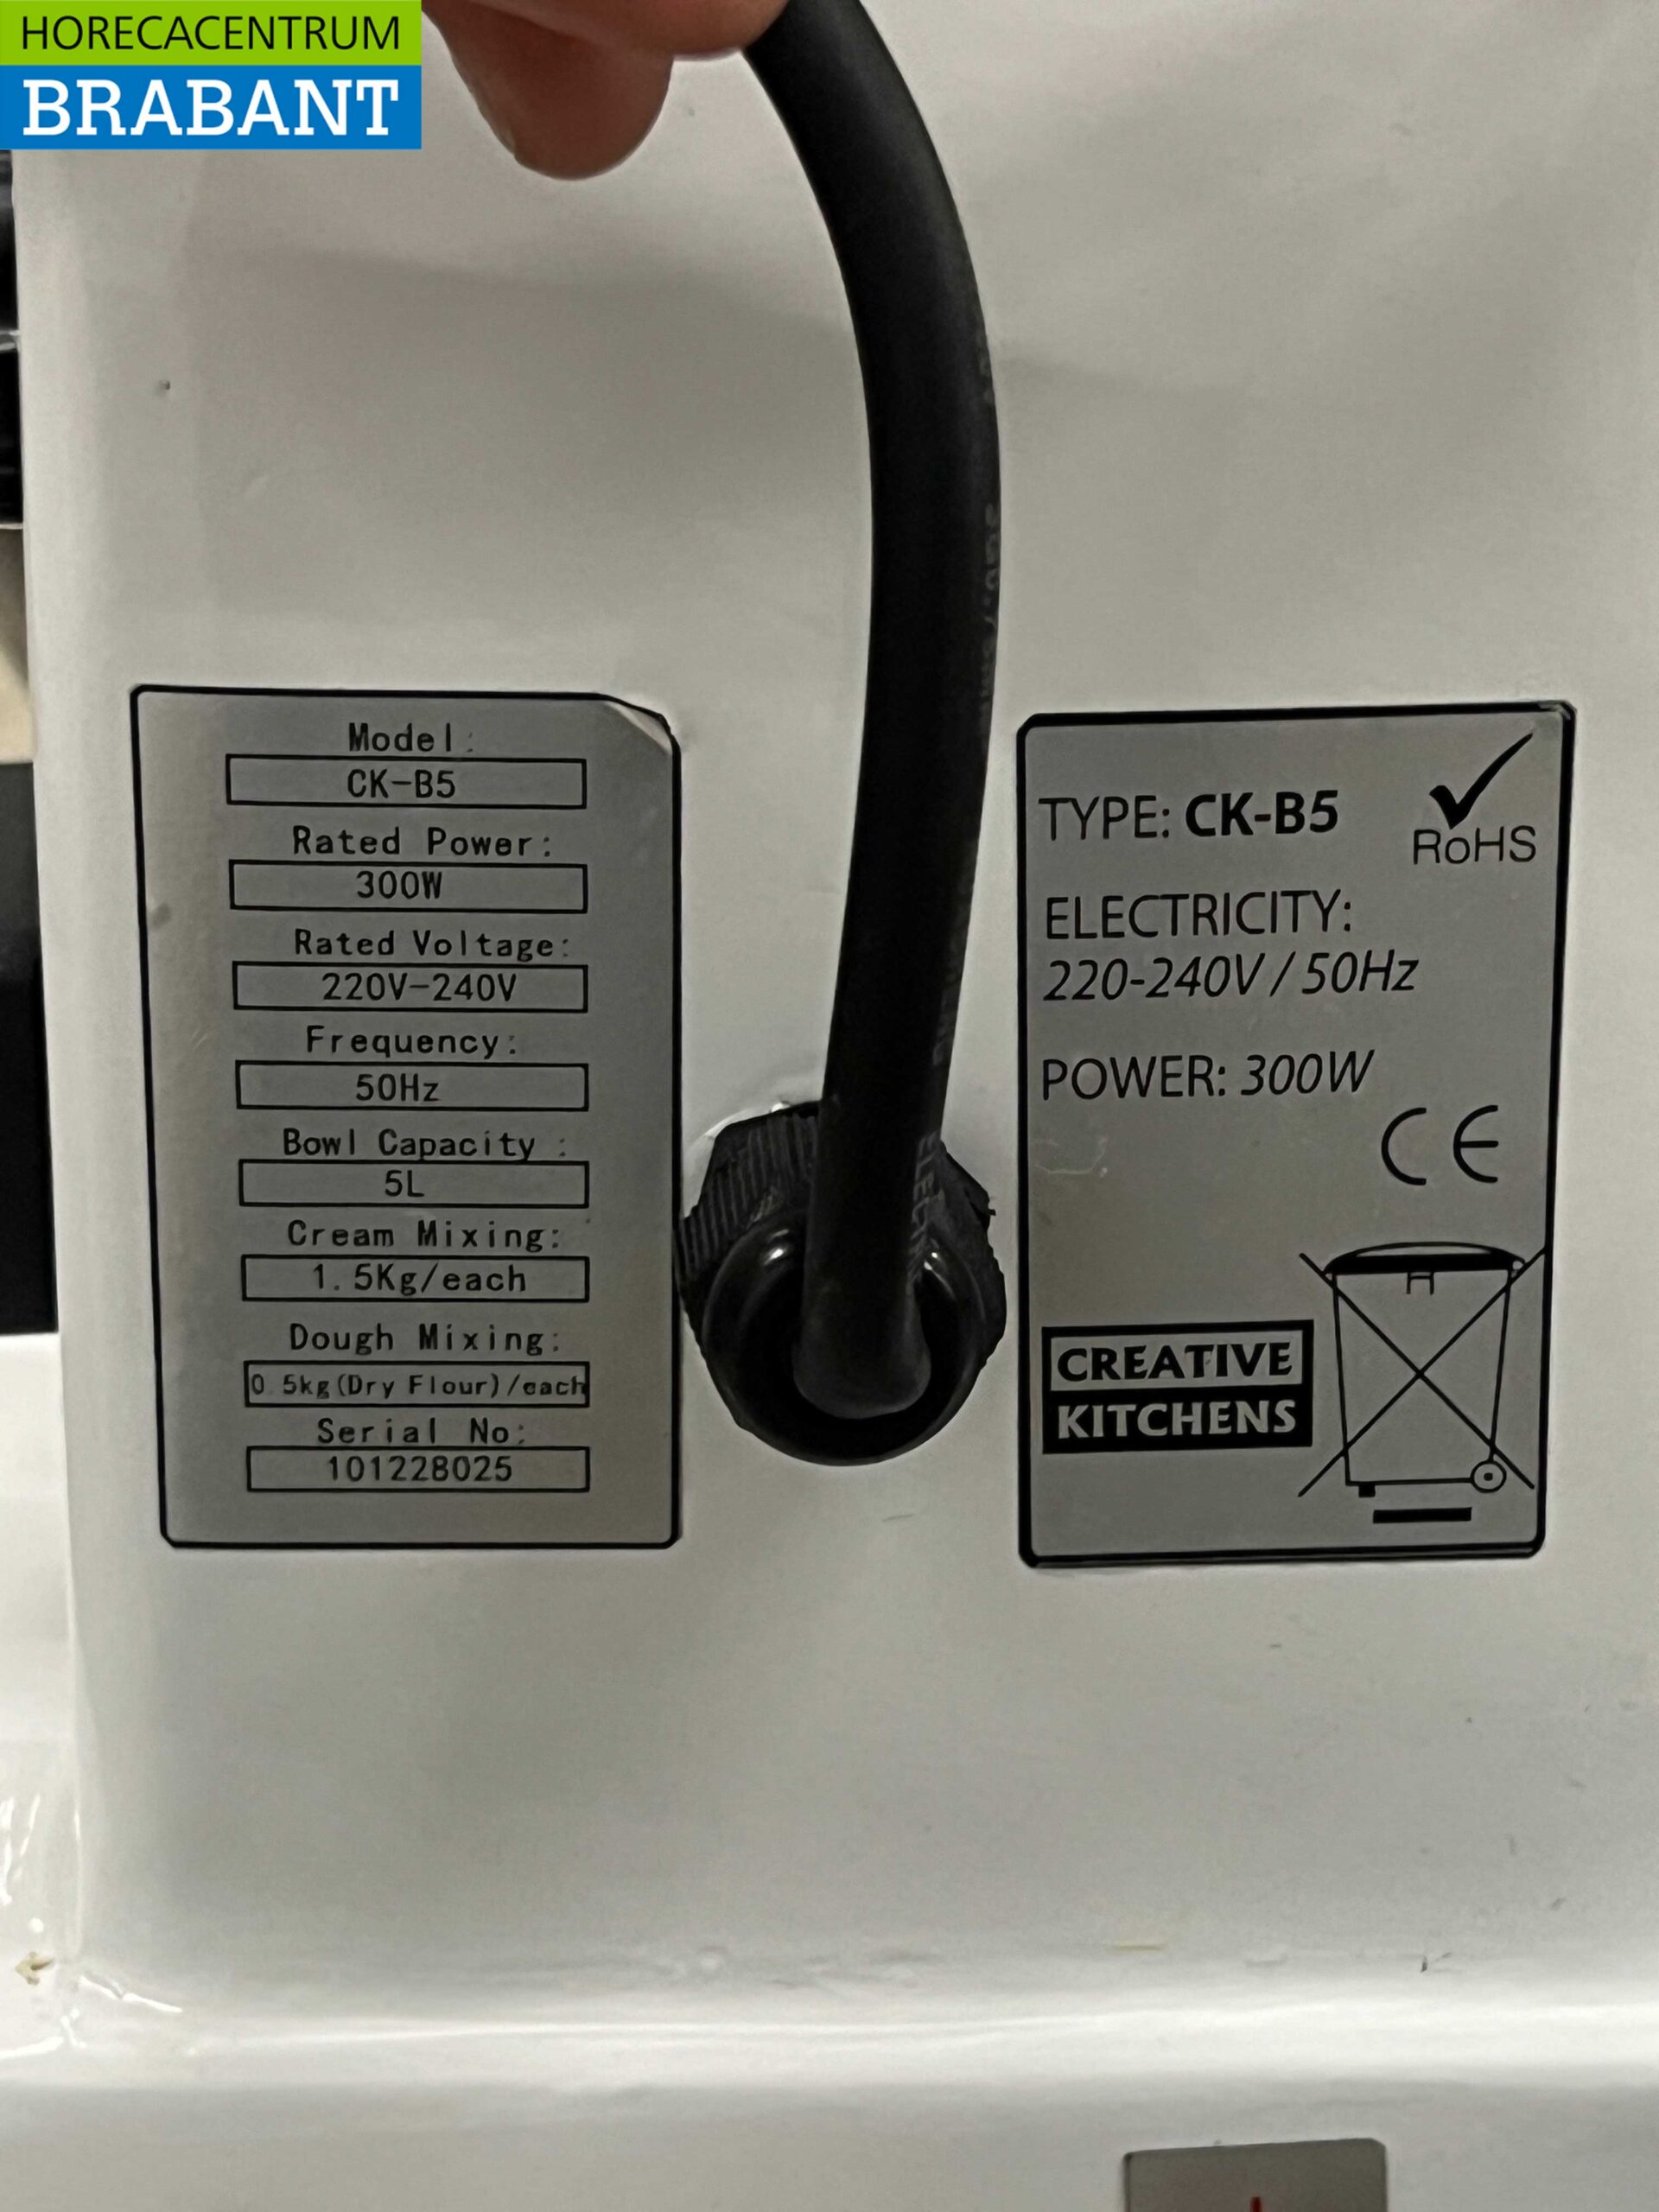 HORECACENTRUM
BRABANT
Model:
CK-B5
Rated Power:
300W
Rated Voltage:
220V-240V
Frequency:
50Hz
Bowl Capacity :
5L
Cream Mixing:
1.5Kg/each
Dough Mixing:
0.5kg(Dry Flour)/each
Serial No:
101228025
TYPE: CK-B5
RoHS
ELECTRICITY:
220-240V / 50Hz
POWER: 300W
CE
CREATIVE
KITCHENS